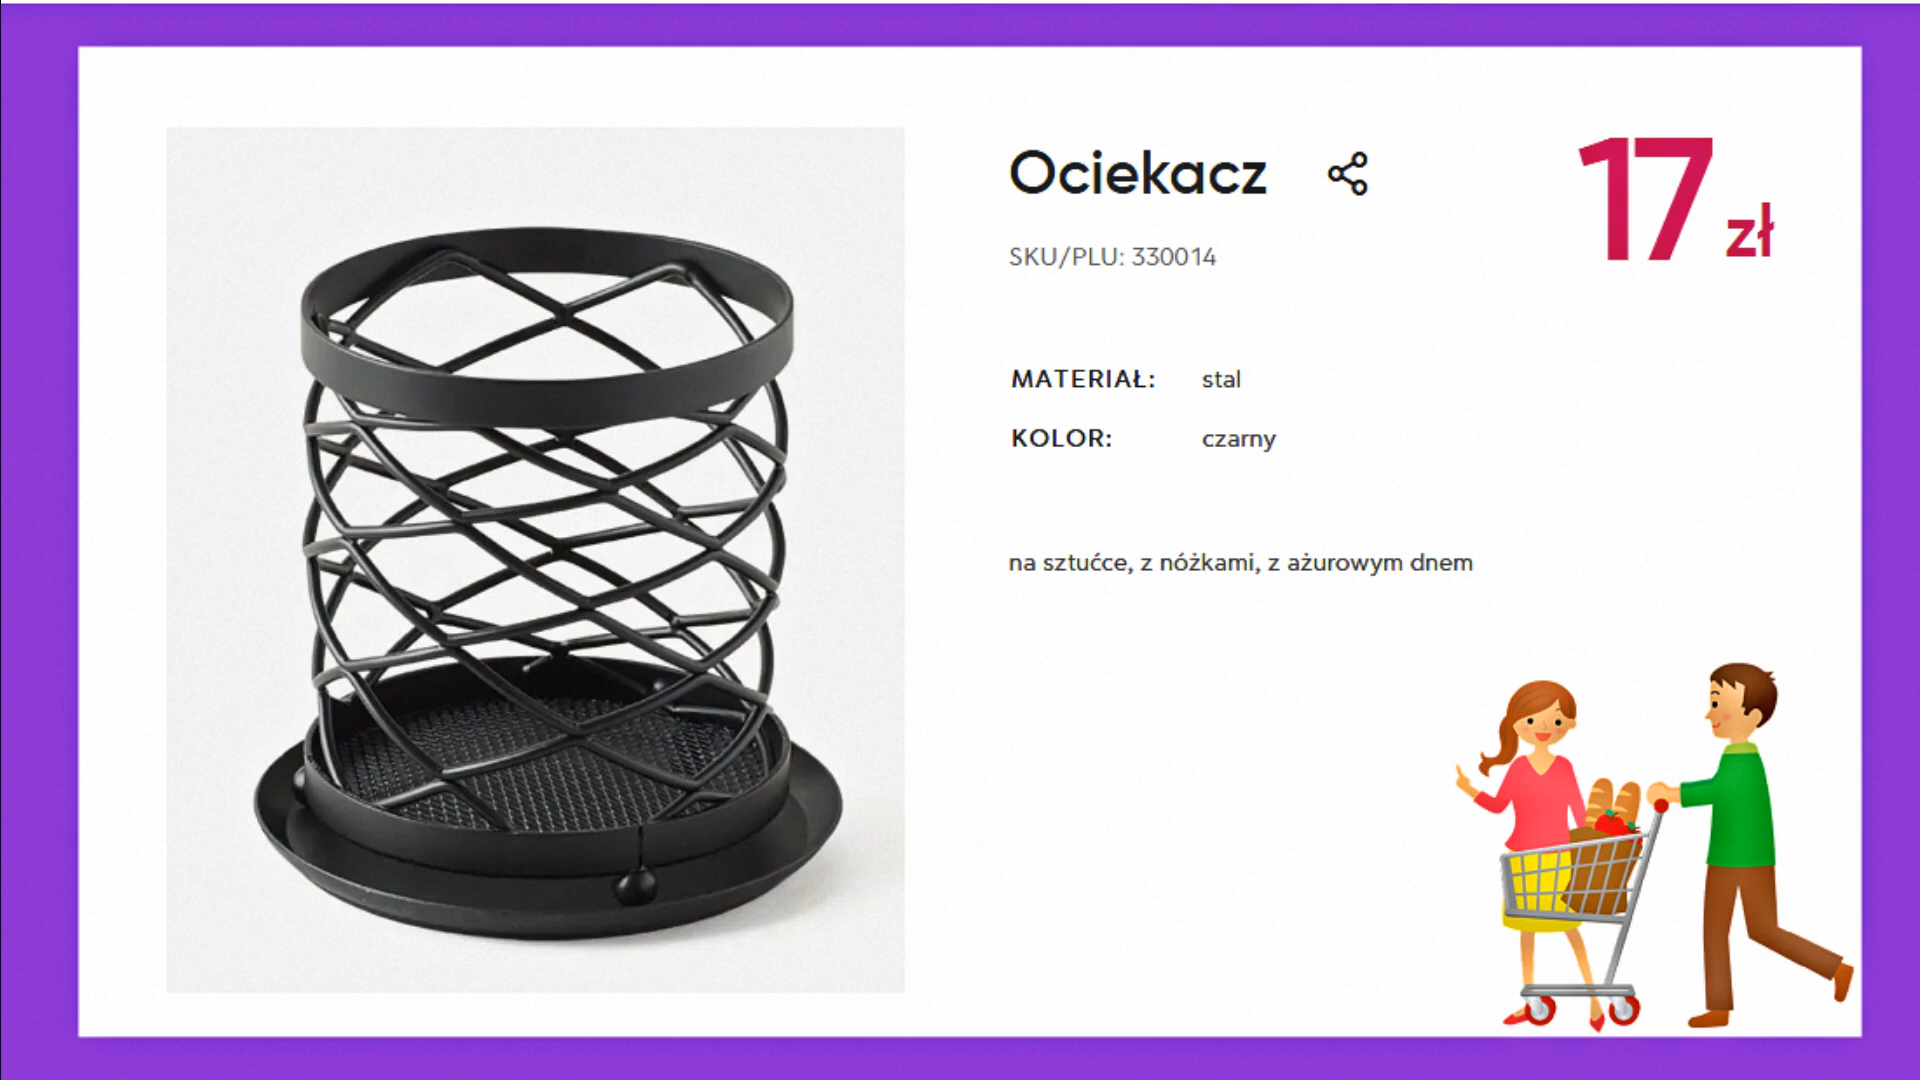 Ociekacz
17 zł
SKU/PLU: 330014
MATERIAŁ: stal
KOLOR: czarny
na sztućce, z nóżkami, z ażurowym dnem